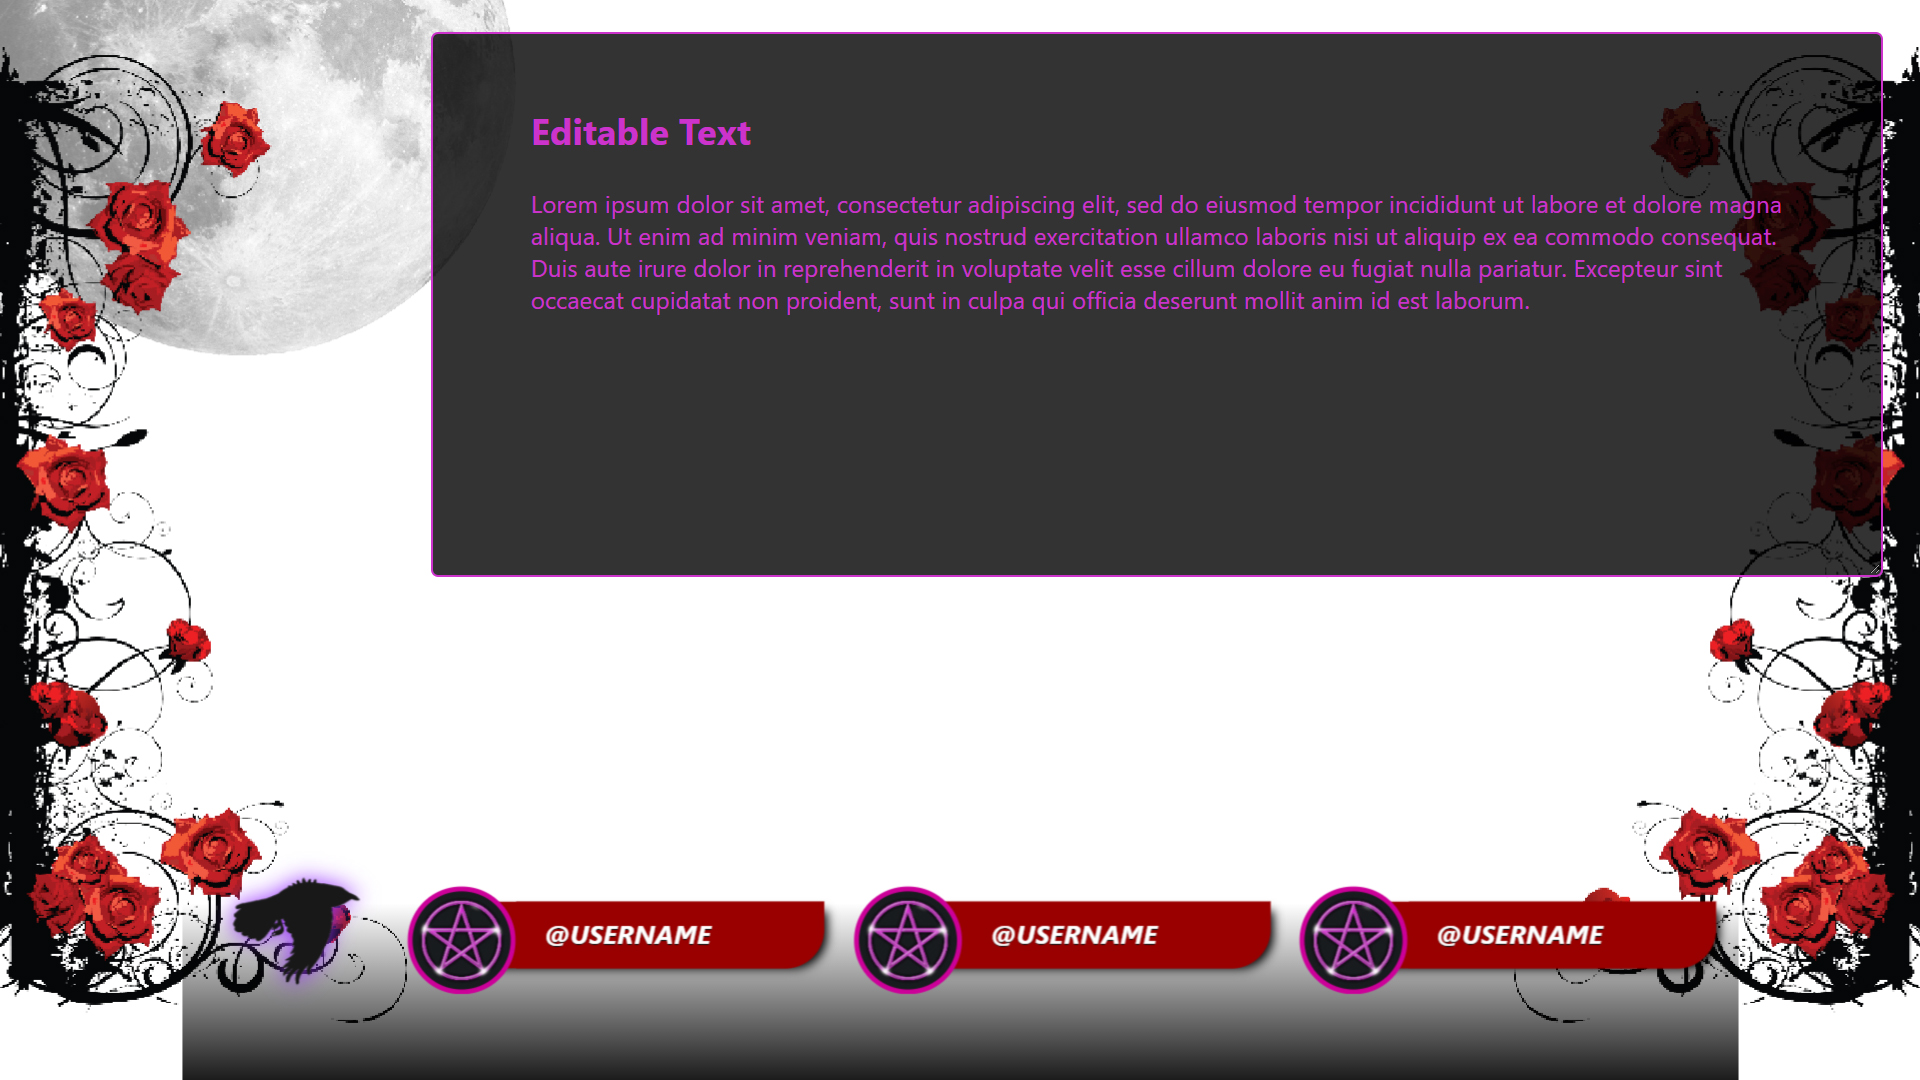 Editable Text
Lorem ipsum dolor sit amet, consectetur adipiscing elit, sed do eiusmod tempor incididunt ut labore et dolore magna
aliqua. Ut enim ad minim veniam, quis nostrud exercitation ullamco laboris nisi ut aliquip ex ea commodo consequat.
Duis aute irure dolor in reprehenderit in voluptate velit esse cillum dolore eu fugiat nulla pariatur. Excepteur sint
occaecat cupidatat non proident, sunt in culpa qui officia deserunt mollit anim id est laborum.
@USERNAME
@USERNAME
@USERNAME